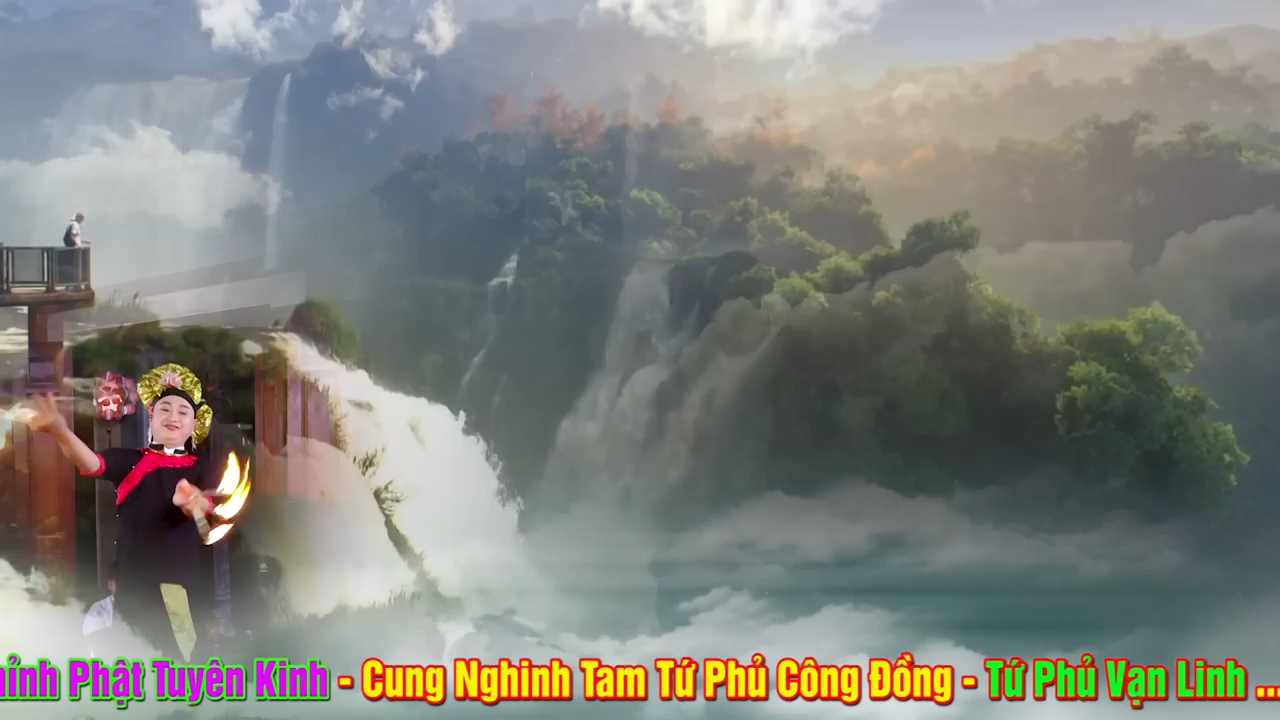 Phật Tuyên Kinh - Cung Nghinh Tam Tứ Phủ Công Đồng - Tứ Phủ Vạn Linh ...